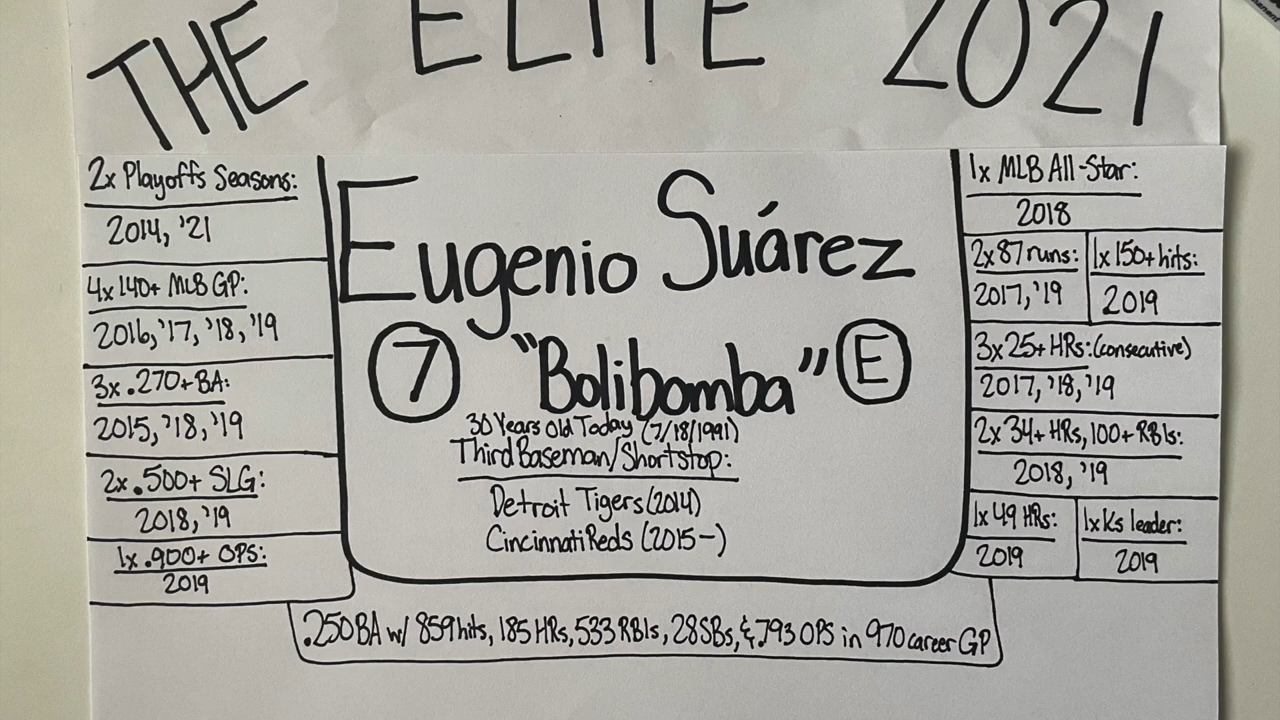 THE ELITE 2021
2x Playoffs Seasons:
2014, '21
4x 140+ MLB GP:
2016, '17, '18, '19
3x .270+ BA:
2015, '18, '19
2x .500+ SLG:
2018, '19
1x .900+ OPS:
2019
Eugenio Suárez
7 "Bolibomba" E
30 Years Old Today (7/18/1991)
Third Baseman/Shortstop:
Detroit Tigers (2014)
Cincinnati Reds (2015-)
1x MLB All-Star:
2018
2x 87 runs:
2017, '19
1x 150+ hits:
2019
3x 25+ HRs: (consecutive)
2017, '18, '19
2x 34+ HRs, 100+ RBIs:
2018, '19
1x 49 HRs:
2019
1x Ks leader:
2019
.250 BA w/ 859 hits, 185 HRs, 533 RBIs, 28 SBs, & .793 OPS in 970 career GP